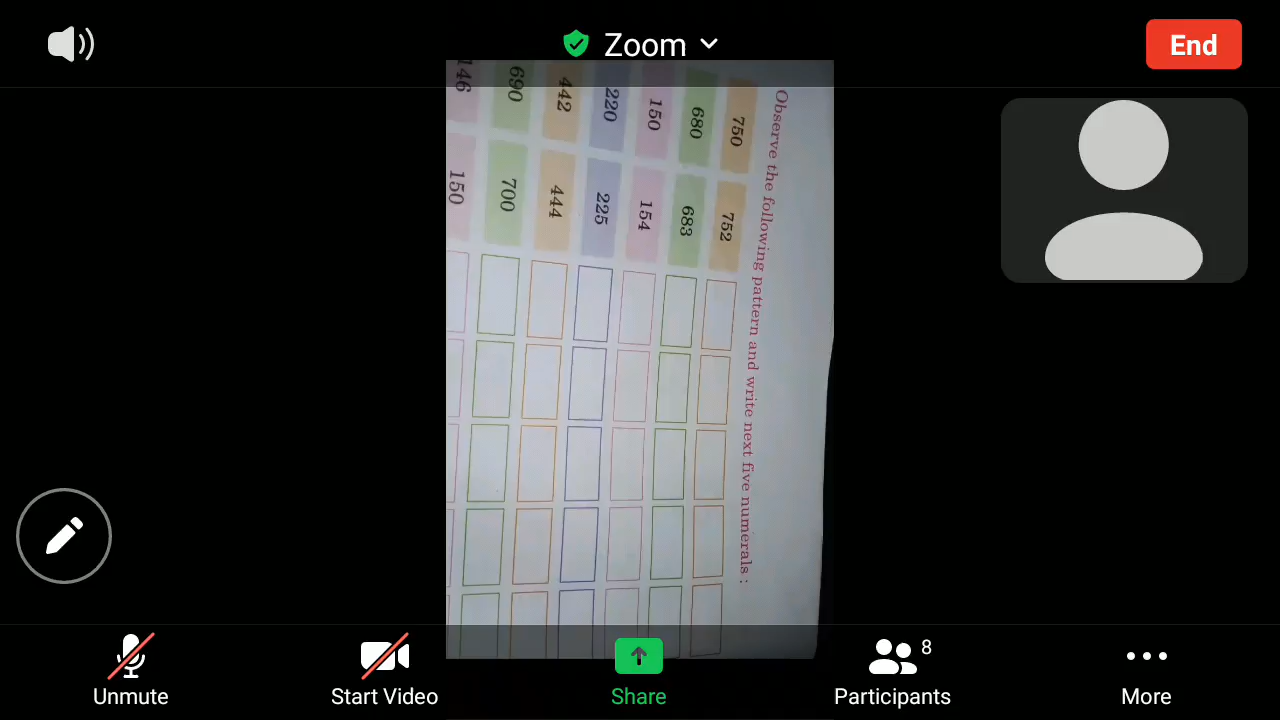 Zoom
End
Observe the following pattern and write next five numerals :
750 752
680 683
150 154
220 225
442 444
690 700
146 150
8
Unmute
Start Video
Share
Participants
More